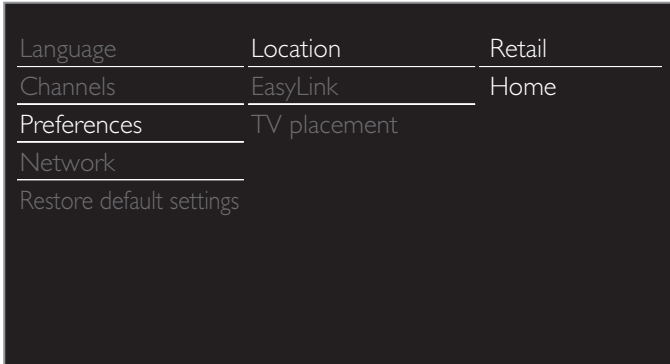 Language
Channels
Preferences
Network
Restore default settings
Location
EasyLink
TV placement
Retail
Home